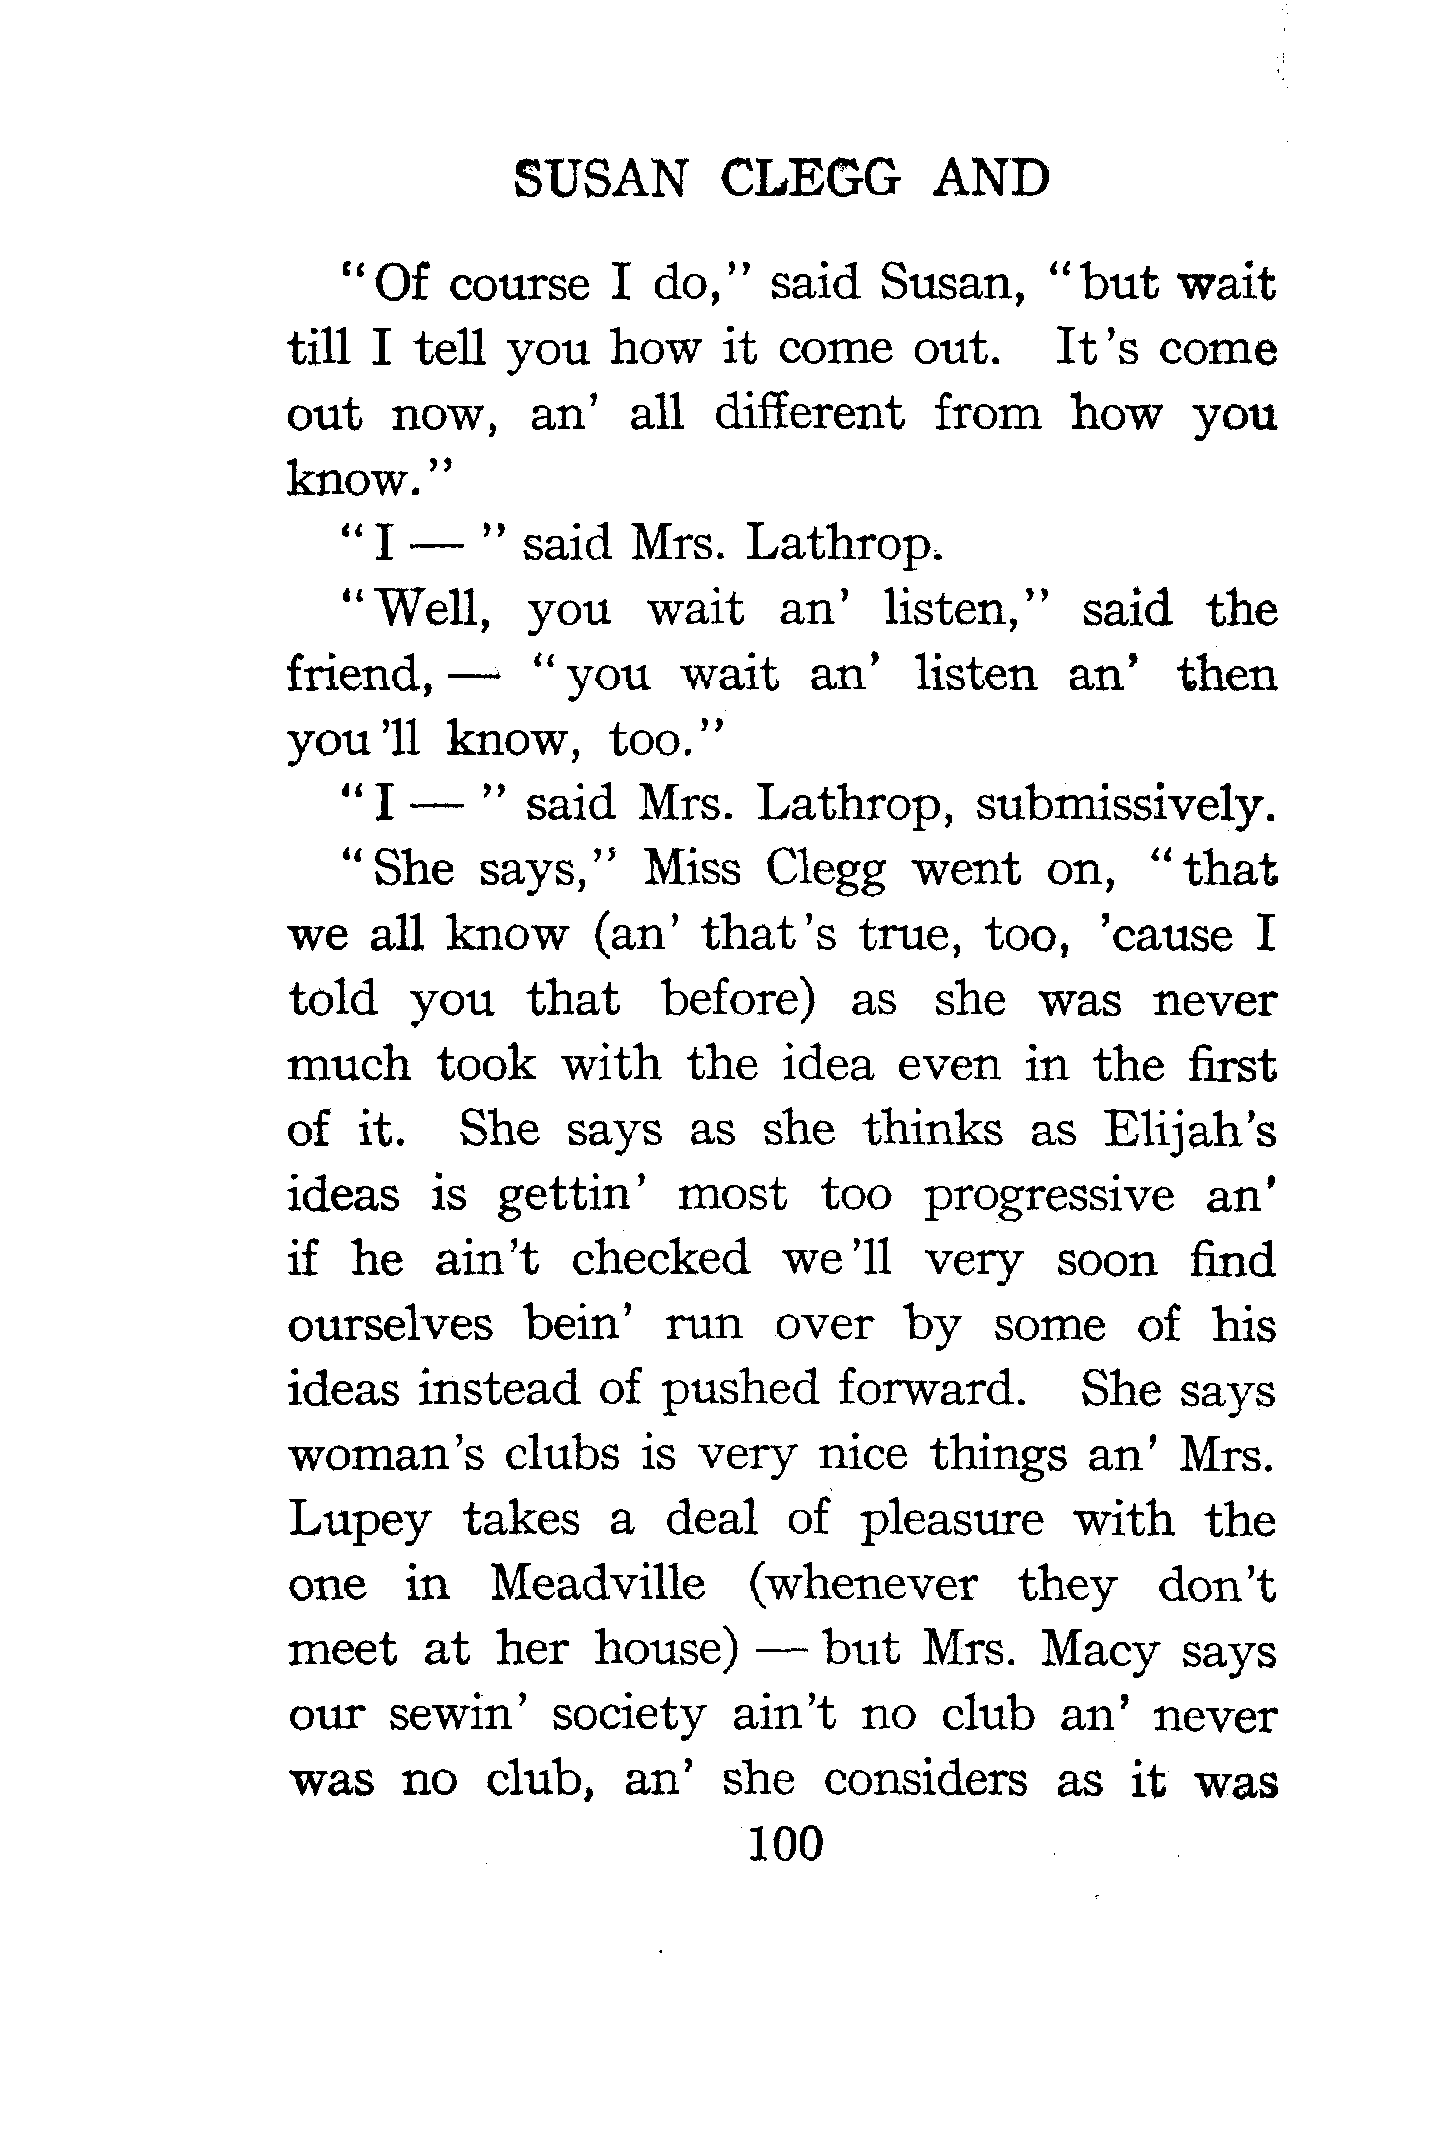 SUSAN CLEGG AND
“Of course I do,” said Susan, “but wait
till I tell you how it come out. It’s come
out now, an’ all different from how you
know.”
“I — ” said Mrs. Lathrop.
“Well, you wait an’ listen,” said the
friend, — “you wait an’ listen an’ then
you’ll know, too.”
“I — ” said Mrs. Lathrop, submissively.
“She says,” Miss Clegg went on, “that
we all know (an’ that’s true, too, ’cause I
told you that before) as she was never
much took with the idea even in the first
of it. She says as she thinks as Elijah’s
ideas is gettin’ most too progressive an’
if he ain’t checked we’ll very soon find
ourselves bein’ run over by some of his
ideas instead of pushed forward. She says
woman’s clubs is very nice things an’ Mrs.
Lupey takes a deal of pleasure with the
one in Meadville (whenever they don’t
meet at her house) — but Mrs. Macy says
our sewin’ society ain’t no club an’ never
was no club, an’ she considers as it was
100